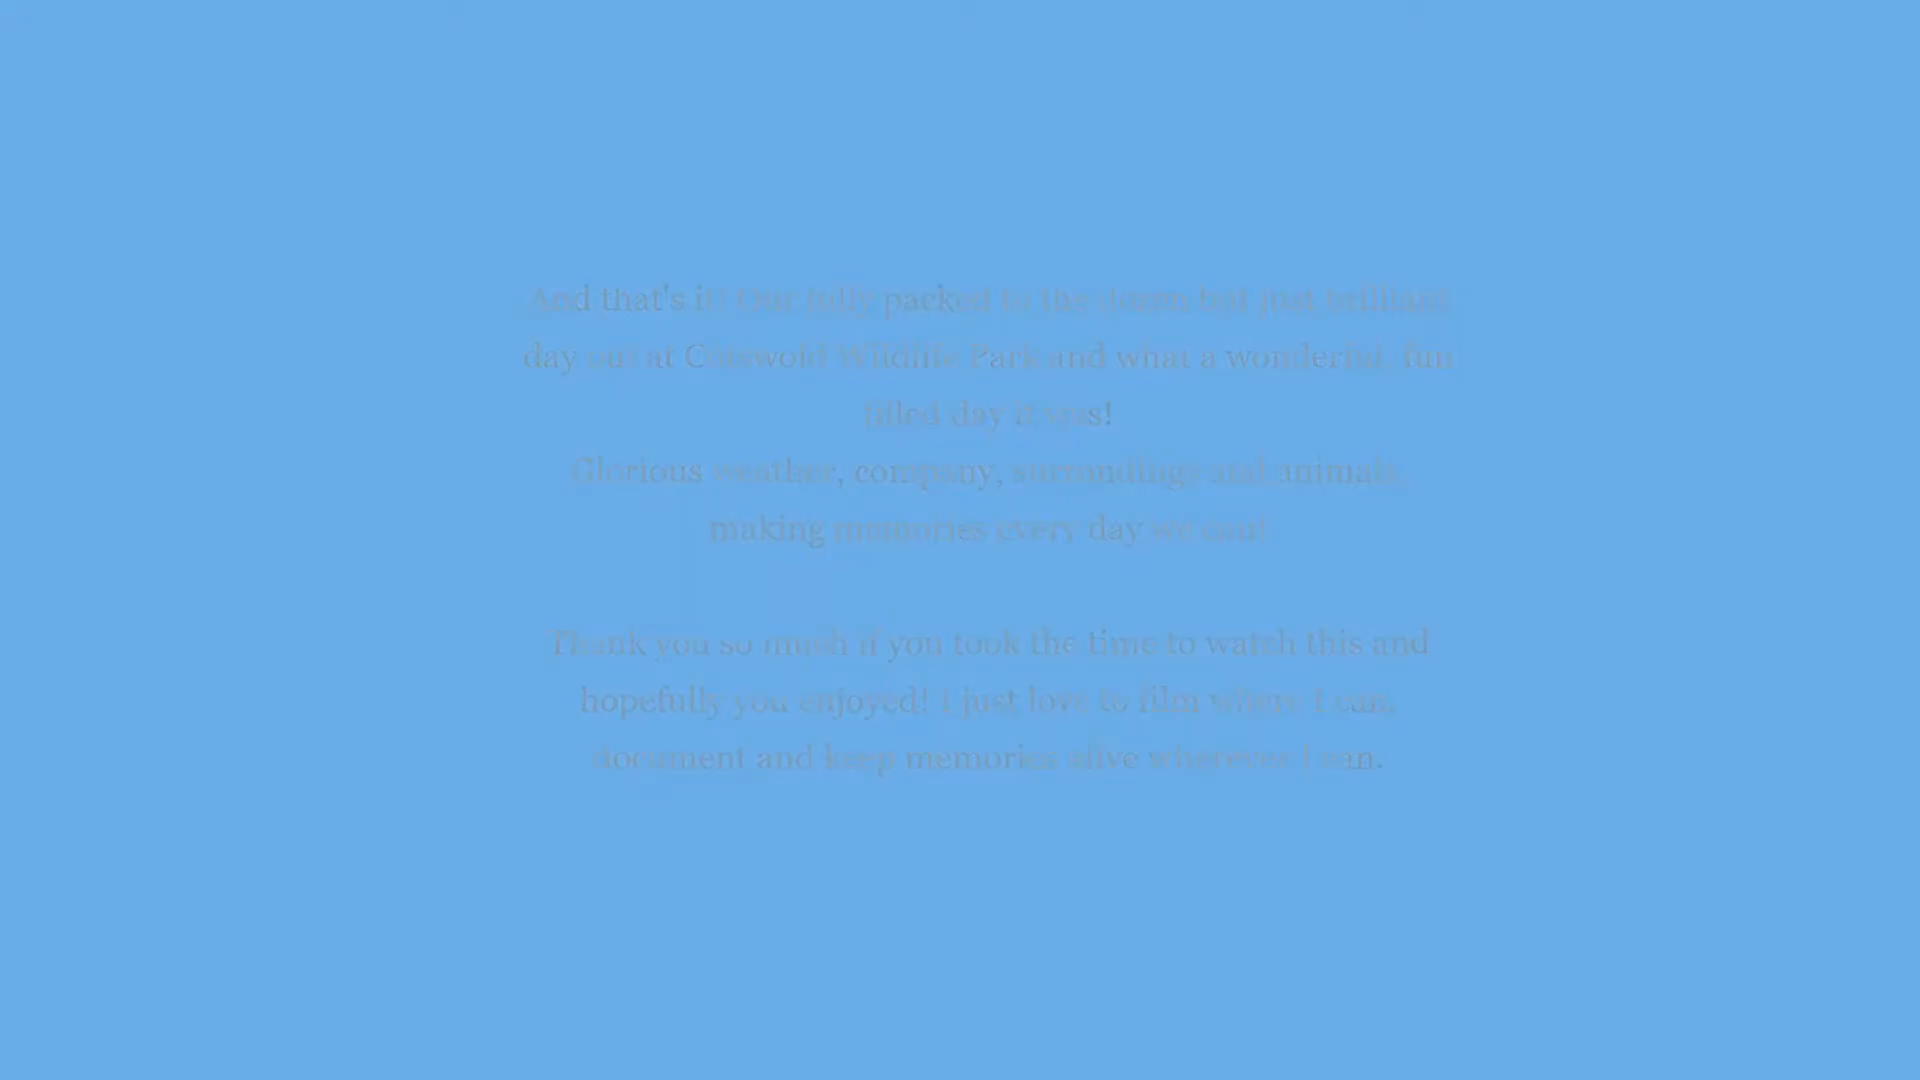 And that's it! Our fully packed to the but just brilliant
day out at Cotswold Wildlife Park and what a wonderful, fun
filled day it was!
Glorious weather, company, surroundings and animals,
making memories every day we can!
Thank you so much if you took the time to watch this and
hopefully you enjoyed! I just love to film where I can,
document and keep memories alive wherever I can.